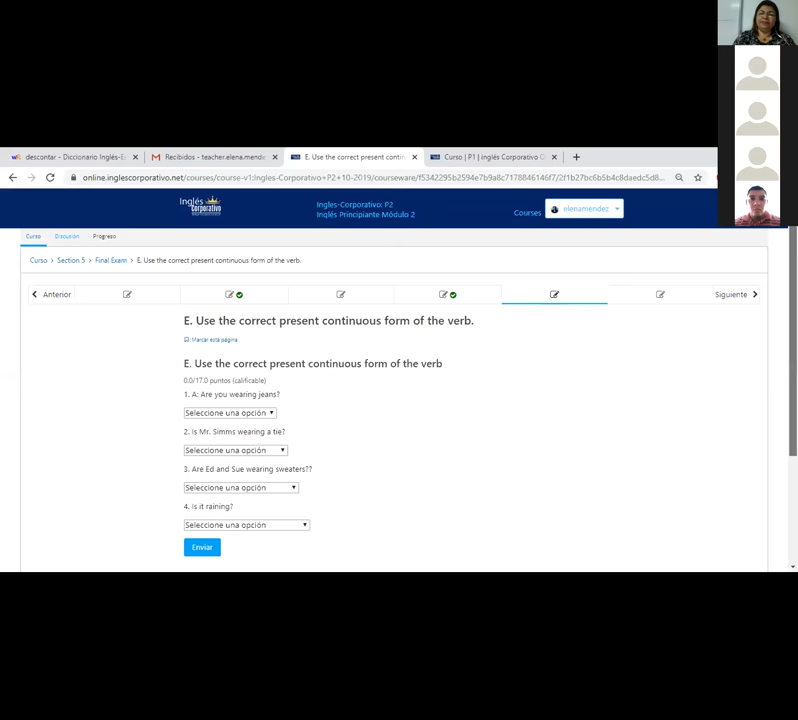 descontar - Diccionario Inglés-Es
Recibidos - teacher.elena.mende
E. Use the correct present contin
Curso | P1 | Inglés Corporativo O
online.inglescorporativo.net/courses/course-v1:Ingles-Corporativo+P2+10-2019/courseware/f5342295b2594e7b9a8c7178846146f7/2f1b27bc6b5b4c8daedc5d8...
Inglés
Corporativo
Ingles-Corporativo: P2
Inglés Principiante Módulo 2
Courses
elenamendez
Curso
Discusión
Progreso
Curso > Section 5 > Final Exam > E. Use the correct present continuous form of the verb.
Anterior
Siguiente
E. Use the correct present continuous form of the verb.
Marcar esta página
E. Use the correct present continuous form of the verb
0.0/17.0 puntos (calificable)
1. A: Are you wearing jeans?
Seleccione una opción
2. Is Mr. Simms wearing a tie?
Seleccione una opción
3. Are Ed and Sue wearing sweaters??
Seleccione una opción
4. Is it raining?
Seleccione una opción
Enviar